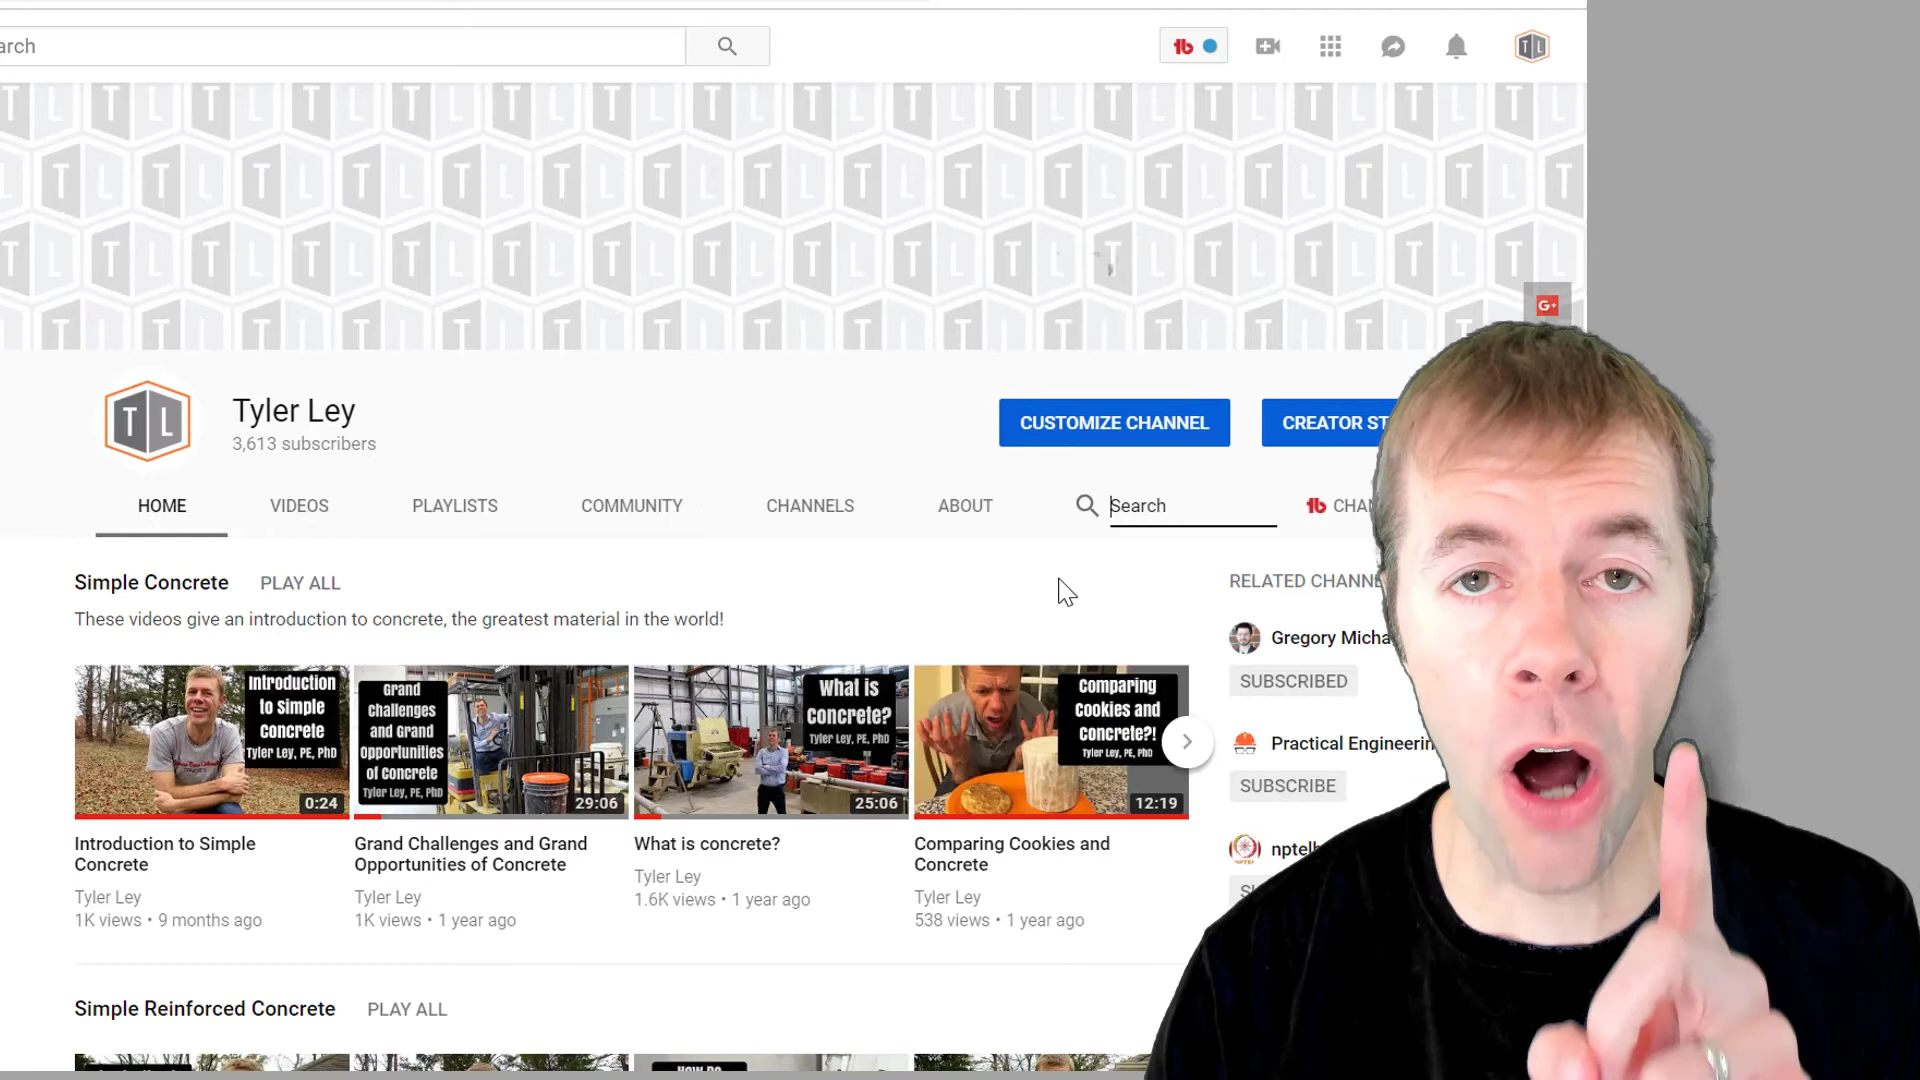 arch
Tyler Ley
3,613 subscribers
CUSTOMIZE CHANNEL
CREATOR ST
HOME
VIDEOS
PLAYLISTS
COMMUNITY
CHANNELS
ABOUT
Search
CHAN
Simple Concrete
PLAY ALL
These videos give an introduction to concrete, the greatest material in the world!
Introduction
to simple
concrete
Tyler Ley, PE, PhD
0:24
Introduction to Simple
Concrete
Tyler Ley
1K views • 9 months ago
Grand
challenges
and Grand
opportunities
of Concrete
Tyler Ley, PE, PhD
29:06
Grand Challenges and Grand
Opportunities of Concrete
Tyler Ley
1K views • 1 year ago
What is
concrete?
Tyler Ley, PE, PhD
25:06
What is concrete?
Tyler Ley
1.6K views • 1 year ago
Comparing
Cookies and
Concrete?!
Tyler Ley, PE, PhD
12:19
Comparing Cookies and
Concrete
Tyler Ley
538 views • 1 year ago
RELATED CHANNE
Gregory Micha
SUBSCRIBED
Practical Engineerin
SUBSCRIBE
nptelh
Simple Reinforced Concrete
PLAY ALL